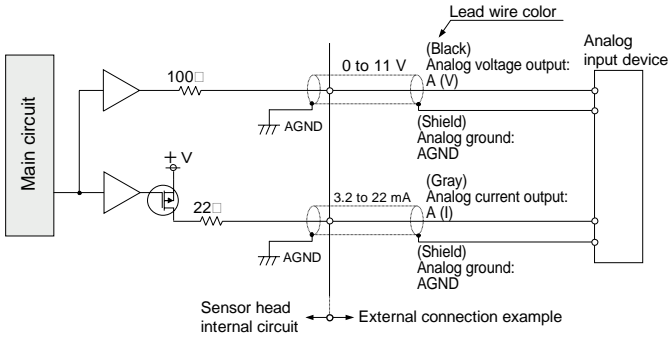 Lead wire color
Main circuit
100□
0 to 11 V
(Black)
Analog voltage output:
A (V)
Analog
input device
AGND
(Shield)
Analog ground:
AGND
+ V
22□
3.2 to 22 mA
(Gray)
Analog current output:
A (I)
AGND
(Shield)
Analog ground:
AGND
Sensor head
internal circuit
External connection example